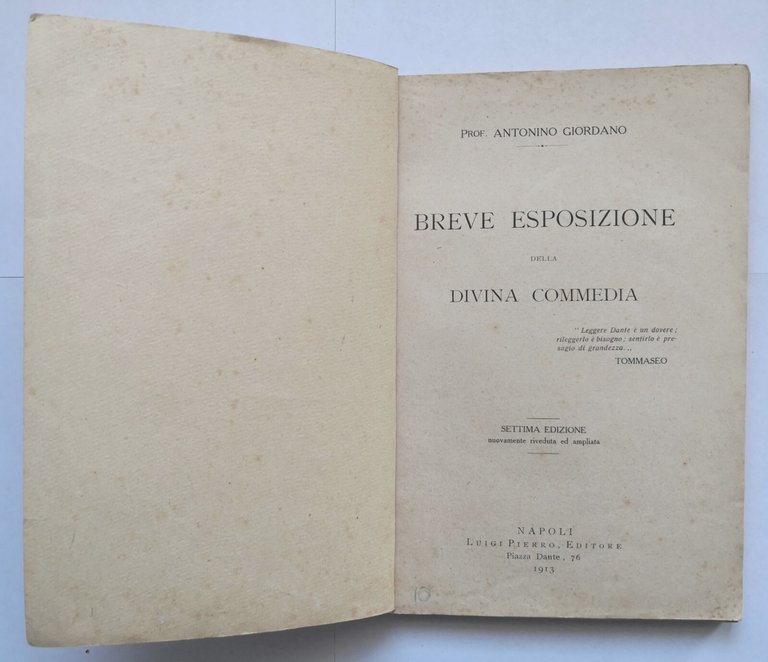 PROF. ANTONINO GIORDANO
BREVE ESPOSIZIONE
DELLA
DIVINA COMMEDIA
" Leggere Dante è un dovere ;
rileggerlo è bisogno ; sentirlo è pre-
sagio di grandezza. „
TOMMASEO
SETTIMA EDIZIONE
nuovamente riveduta ed ampliata
NAPOLI
LUIGI PIERRO, EDITORE
Piazza Dante, 76
1913
10